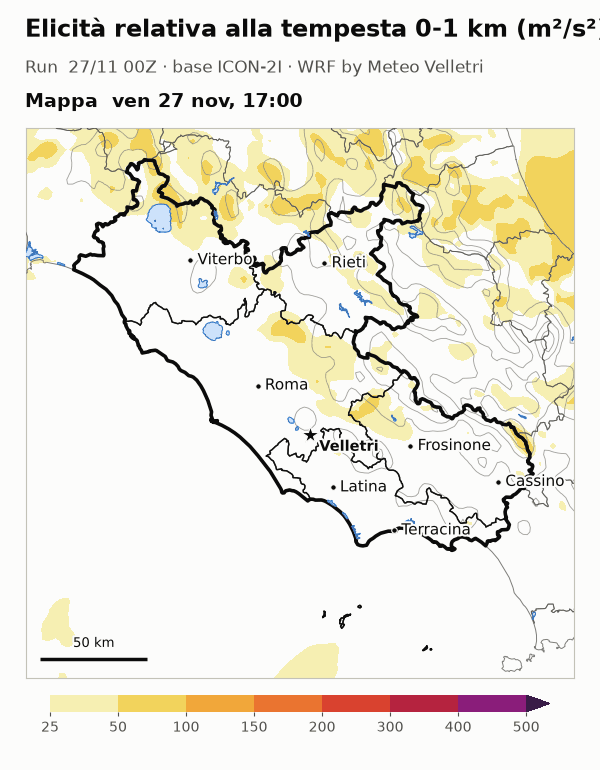 Elicità relativa alla tempesta 0-1 km (m²/s²)
Run 27/11 00Z · base ICON-2I · WRF by Meteo Velletri
Mappa ven 27 nov, 17:00
Viterbo
Rieti
Roma
Velletri
Frosinone
Latina
Cassino
Terracina
50 km
25 50 100 150 200 300 400 500